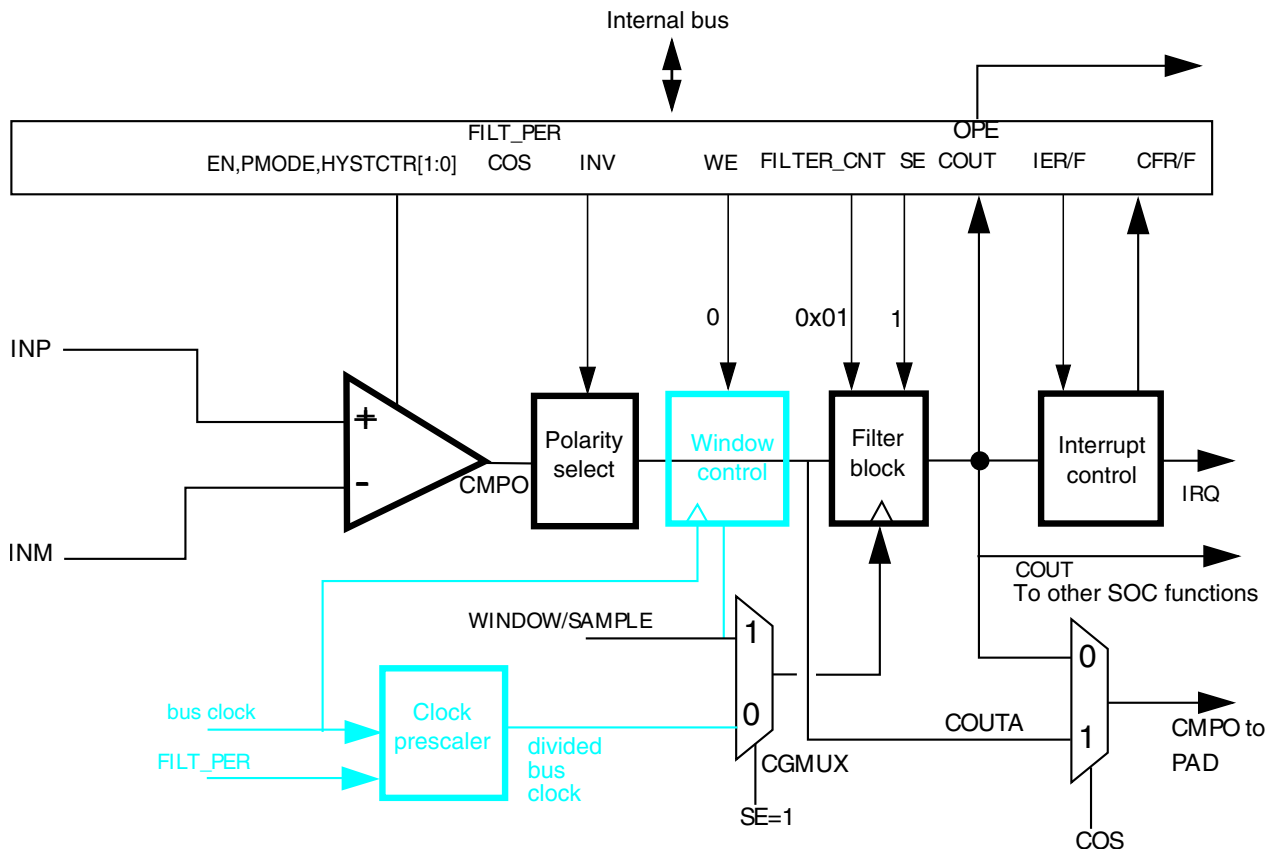 Internal bus
FILT_PER
OPE
EN,PMODE,HYSTCTR[1:0] COS INV WE FILTER_CNT SE COUT IER/F CFR/F
0 0x01 1
INP
+
-
INM
CMPO
Polarity
select
Window
control
Filter
block
Interrupt
control
IRQ
COUT
To other SOC functions
WINDOW/SAMPLE
1
0
bus clock
FILT_PER
Clock
prescaler
divided
bus
clock
CGMUX
SE=1
COUTA
0
1
CMPO to
PAD
COS